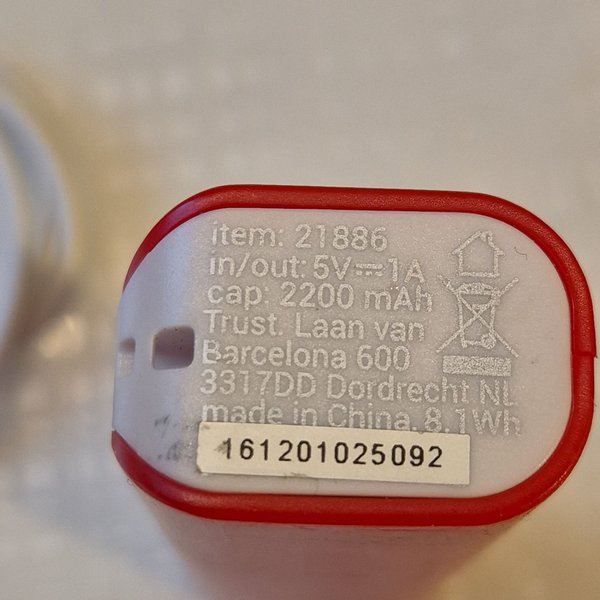 item: 21886
in/out: 5V⎓1A
cap: 2200 mAh
Trust. Laan van
Barcelona 600
3317DD Dordrecht NL
made in China. 8.1Wh
161201025092